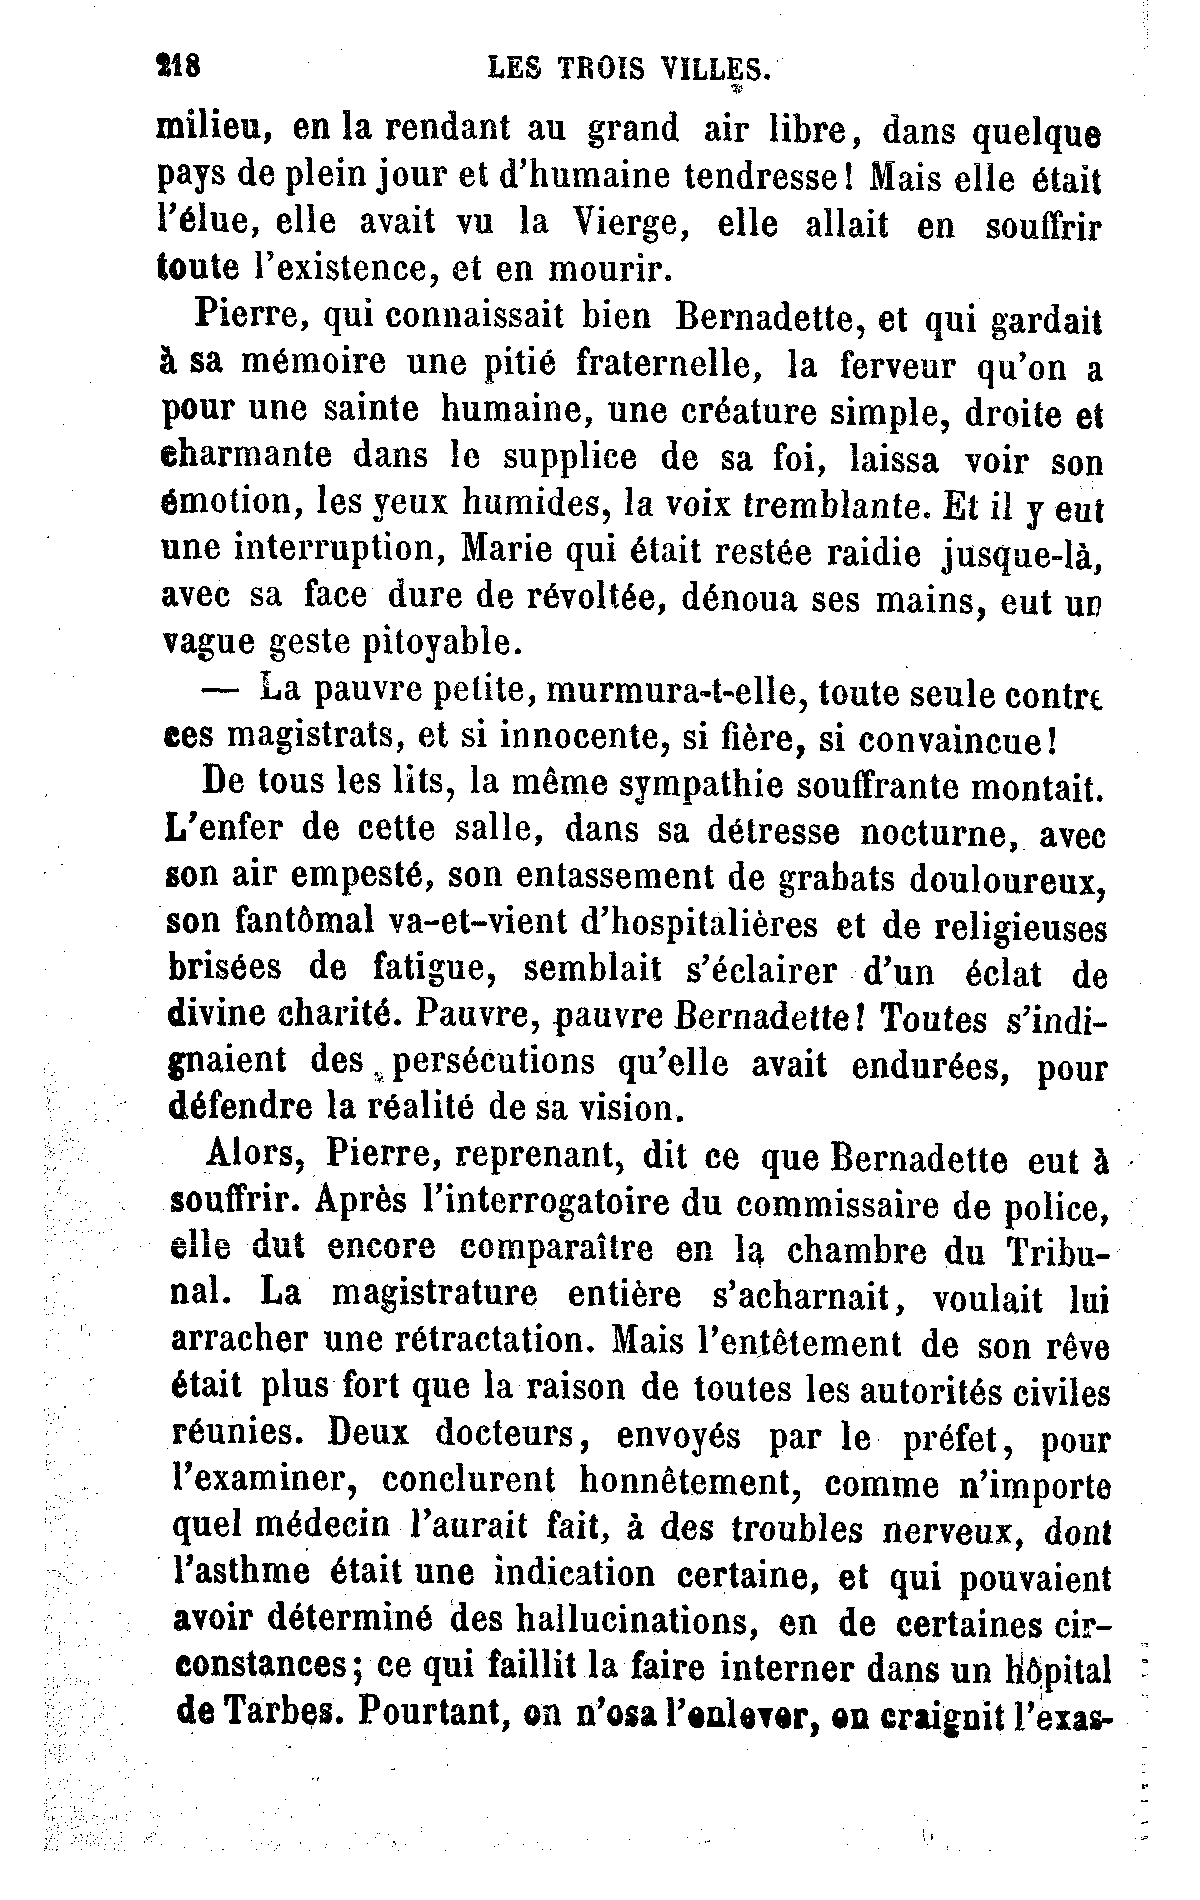 218 LES TROIS VILLES.
milieu, en la rendant au grand air libre, dans quelque
pays de plein jour et d'humaine tendresse! Mais elle était
l'élue, elle avait vu la Vierge, elle allait en souffrir
toute l'existence, et en mourir.
Pierre, qui connaissait bien Bernadette, et qui gardait
à sa mémoire une pitié fraternelle, la ferveur qu'on a
pour une sainte humaine, une créature simple, droite et
charmante dans le supplice de sa foi, laissa voir son
émotion, les yeux humides, la voix tremblante. Et il y eut
une interruption, Marie qui était restée raidie jusque-là,
avec sa face dure de révoltée, dénoua ses mains, eut un
vague geste pitoyable.
— La pauvre petite, murmura-t-elle, toute seule contre
ces magistrats, et si innocente, si fière, si convaincue!
De tous les lits, la même sympathie souffrante montait.
L'enfer de cette salle, dans sa détresse nocturne, avec
son air empesté, son entassement de grabats douloureux,
son fantômal va-et-vient d'hospitalières et de religieuses
brisées de fatigue, semblait s'éclairer d'un éclat de
divine charité. Pauvre, pauvre Bernadette! Toutes s'indi-
gnaient des persécutions qu'elle avait endurées, pour
défendre la réalité de sa vision.
Alors, Pierre, reprenant, dit ce que Bernadette eut à
souffrir. Après l'interrogatoire du commissaire de police,
elle dut encore comparaître en la chambre du Tribu-
nal. La magistrature entière s'acharnait, voulait lui
arracher une rétractation. Mais l'entêtement de son rêve
était plus fort que la raison de toutes les autorités civiles
réunies. Deux docteurs, envoyés par le préfet, pour
l'examiner, conclurent honnêtement, comme n'importe
quel médecin l'aurait fait, à des troubles nerveux, dont
l'asthme était une indication certaine, et qui pouvaient
avoir déterminé des hallucinations, en de certaines cir-
constances; ce qui faillit la faire interner dans un hôpital
de Tarbes. Pourtant, on n'osa l'enlever, on craignit l'exas-